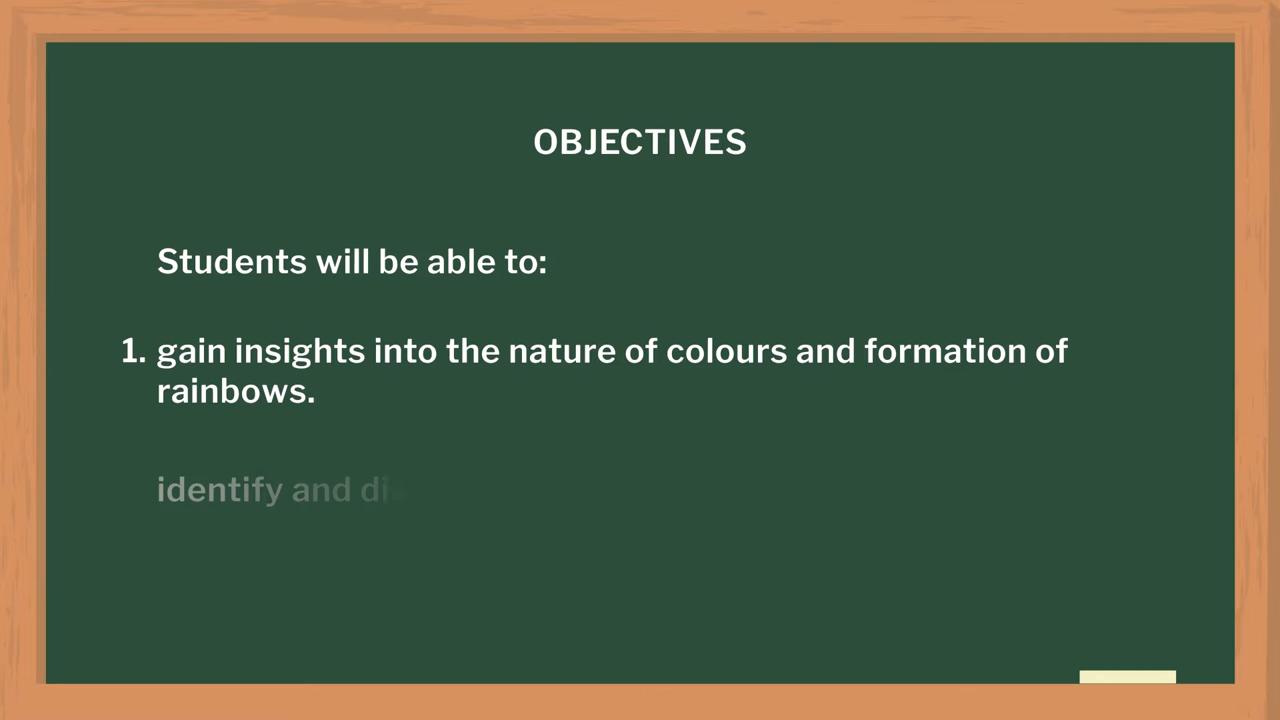 OBJECTIVES
Students will be able to:
1. gain insights into the nature of colours and formation of
rainbows.
identify and